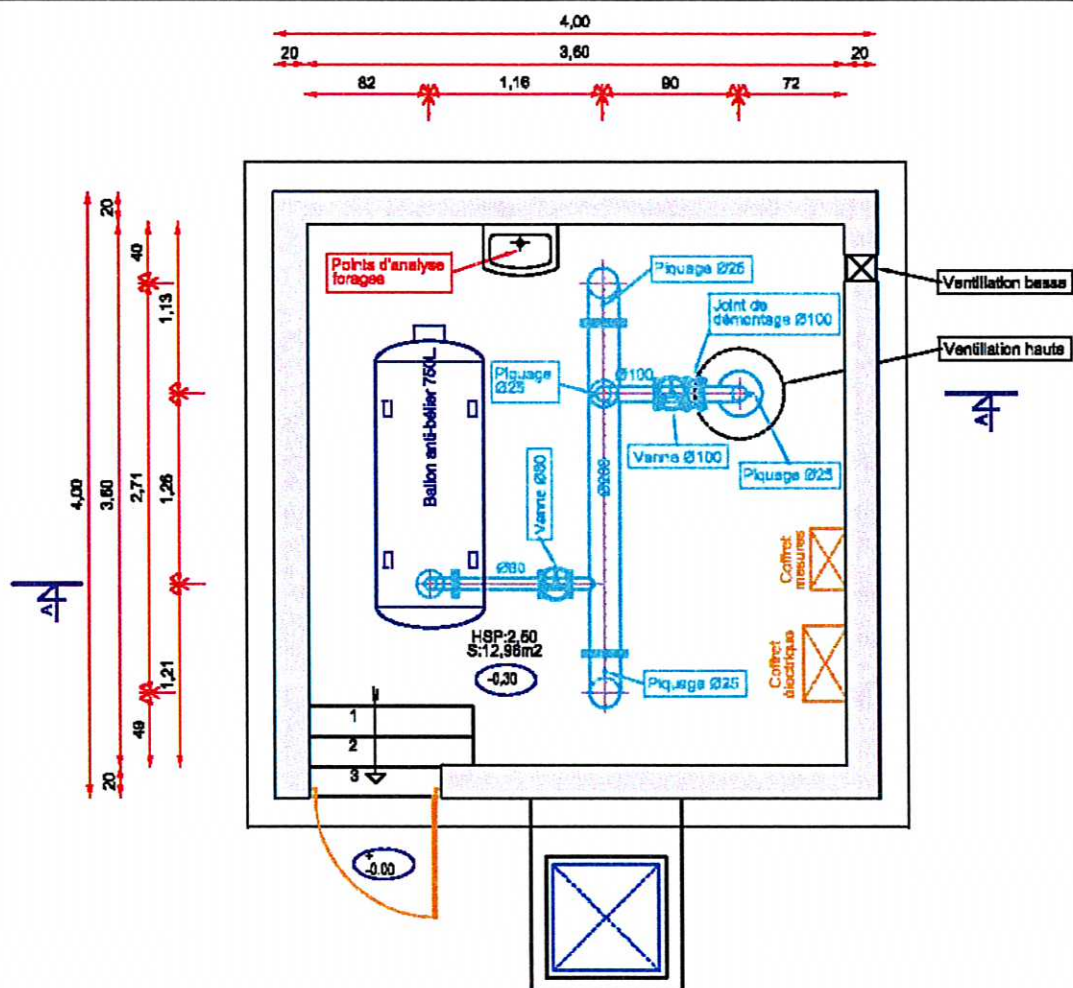 4,00
20
3,60
20
82
1,16
90
72
4,00
20
3,60
20
40
2,71
49
1,13
1,26
1,21
Points d'analyse
forages
Piquage Ø25
Joint de
démontage Ø100
Ventillation basse
Ventillation haute
Ballon anti-bélier 750L
Piquage
Ø25
Ø100
Vanne Ø100
Piquage Ø25
Vanne Ø80
Ø80
A
A
Coffret
mesures
Coffret
électrique
HSP:2,50
S:12,96m2
-0,30
Piquage Ø25
1
2
3
+
-0.00